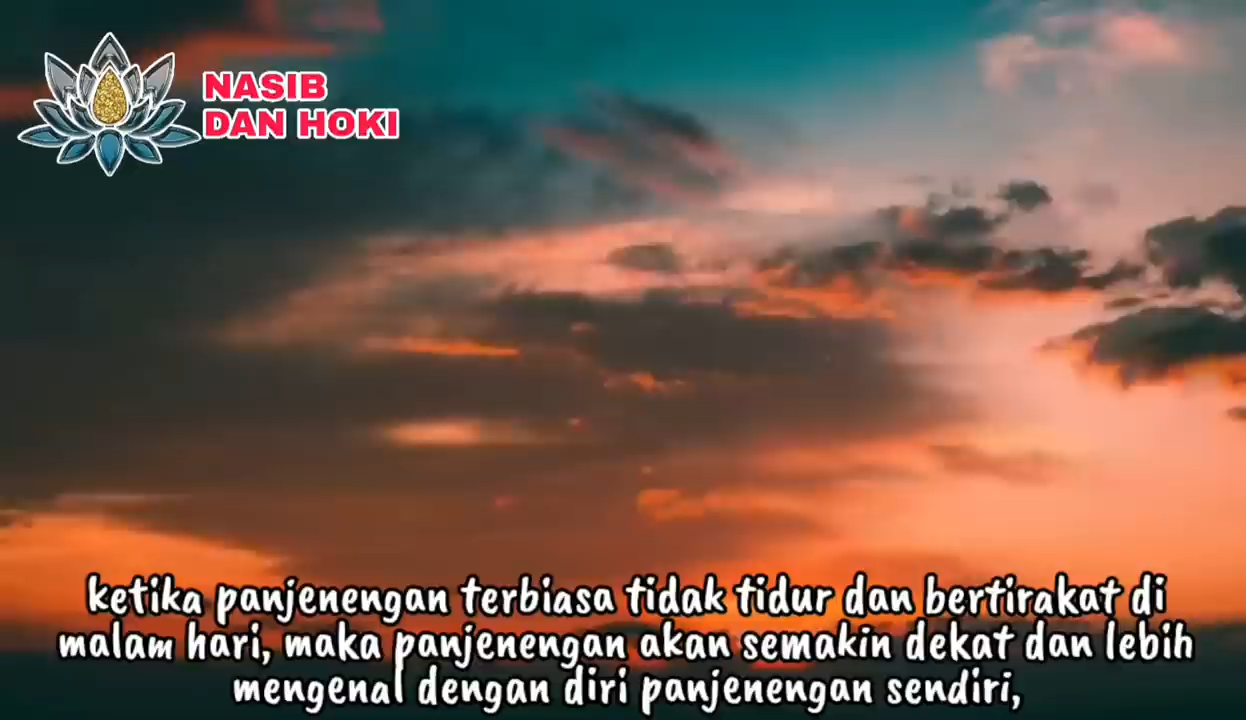 NASIB
DAN HOKI
ketika panjenengan terbiasa tidak tidur dan bertirakat di
malam hari, maka panjenengan akan semakin dekat dan lebih
mengenal dengan diri panjenengan sendiri,